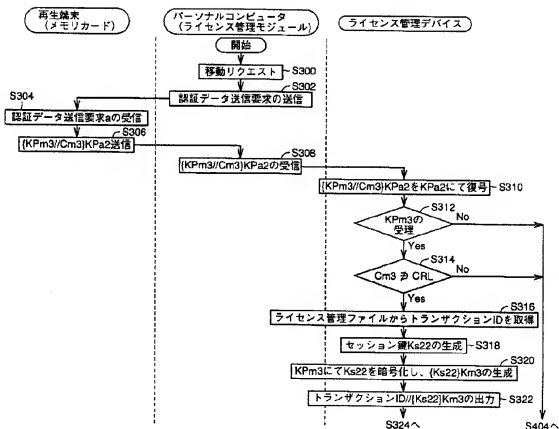 再生端末
(メモリカード)
パーソナルコンピュータ
(ライセンス管理モジュール)
ライセンス管理デバイス
開始
移動リクエスト
S300
S302
認証データ送信要求の送信
S304
認証データ送信要求aの受信
S306
{KPm3//Cm3}KPa2送信
S308
{KPm3//Cm3}KPa2の受信
{KPm3//Cm3}KPa2をKPa2にて復号
S310
S312
KPm3の
受理
No
Yes
S314
Cm3 ∌ CRL
No
Yes
S316
ライセンス管理ファイルからトランザクションIDを取得
セッション鍵Ks22の生成
S318
S320
KPm3にてKs22を暗号化し、{Ks22}Km3の生成
トランザクションID//{Ks22}Km3の出力
S322
S324へ
S404へ